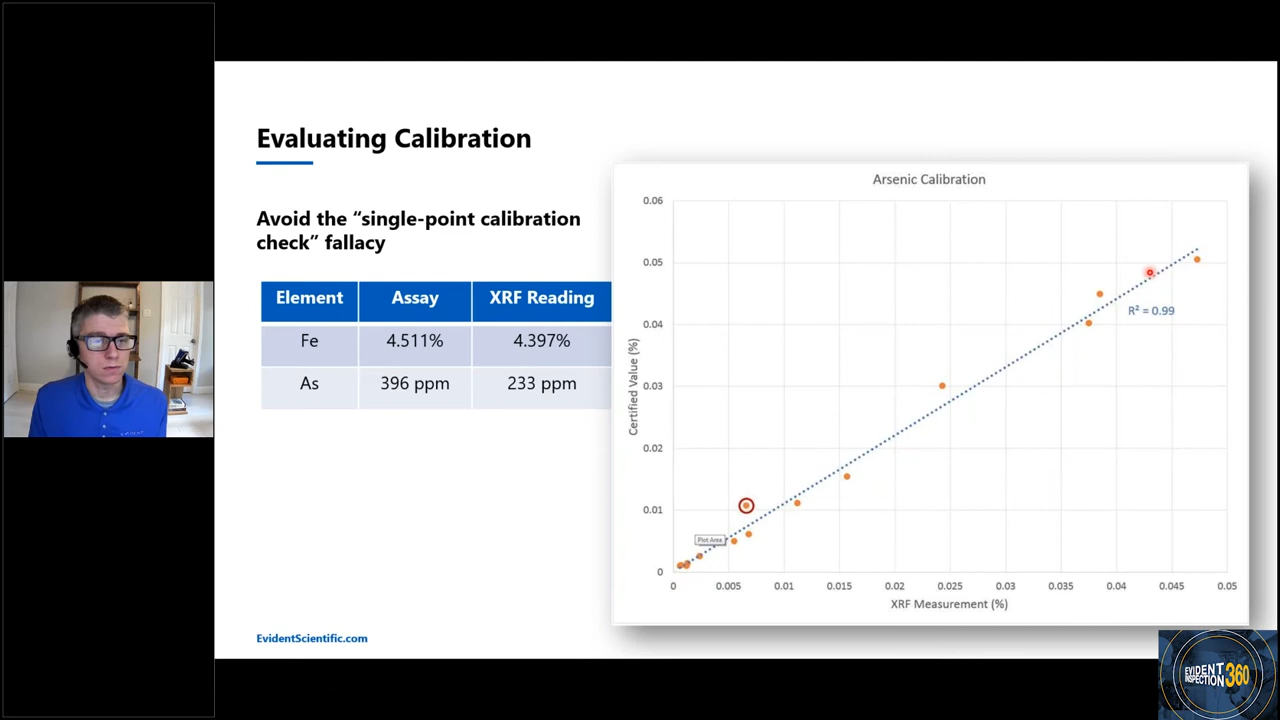 Evaluating Calibration
Avoid the “single-point calibration
check” fallacy
Element Assay XRF Reading
Fe 4.511% 4.397%
As 396 ppm 233 ppm
Arsenic Calibration
0.06
0.05
0.04
0.03
0.02
0.01
0
Certified Value (%)
R² = 0.99
Plot Area
0 0.005 0.01 0.015 0.02 0.025 0.03 0.035 0.04 0.045 0.05
XRF Measurement (%)
EvidentScientific.com
EVIDENT
INSPECTION 360